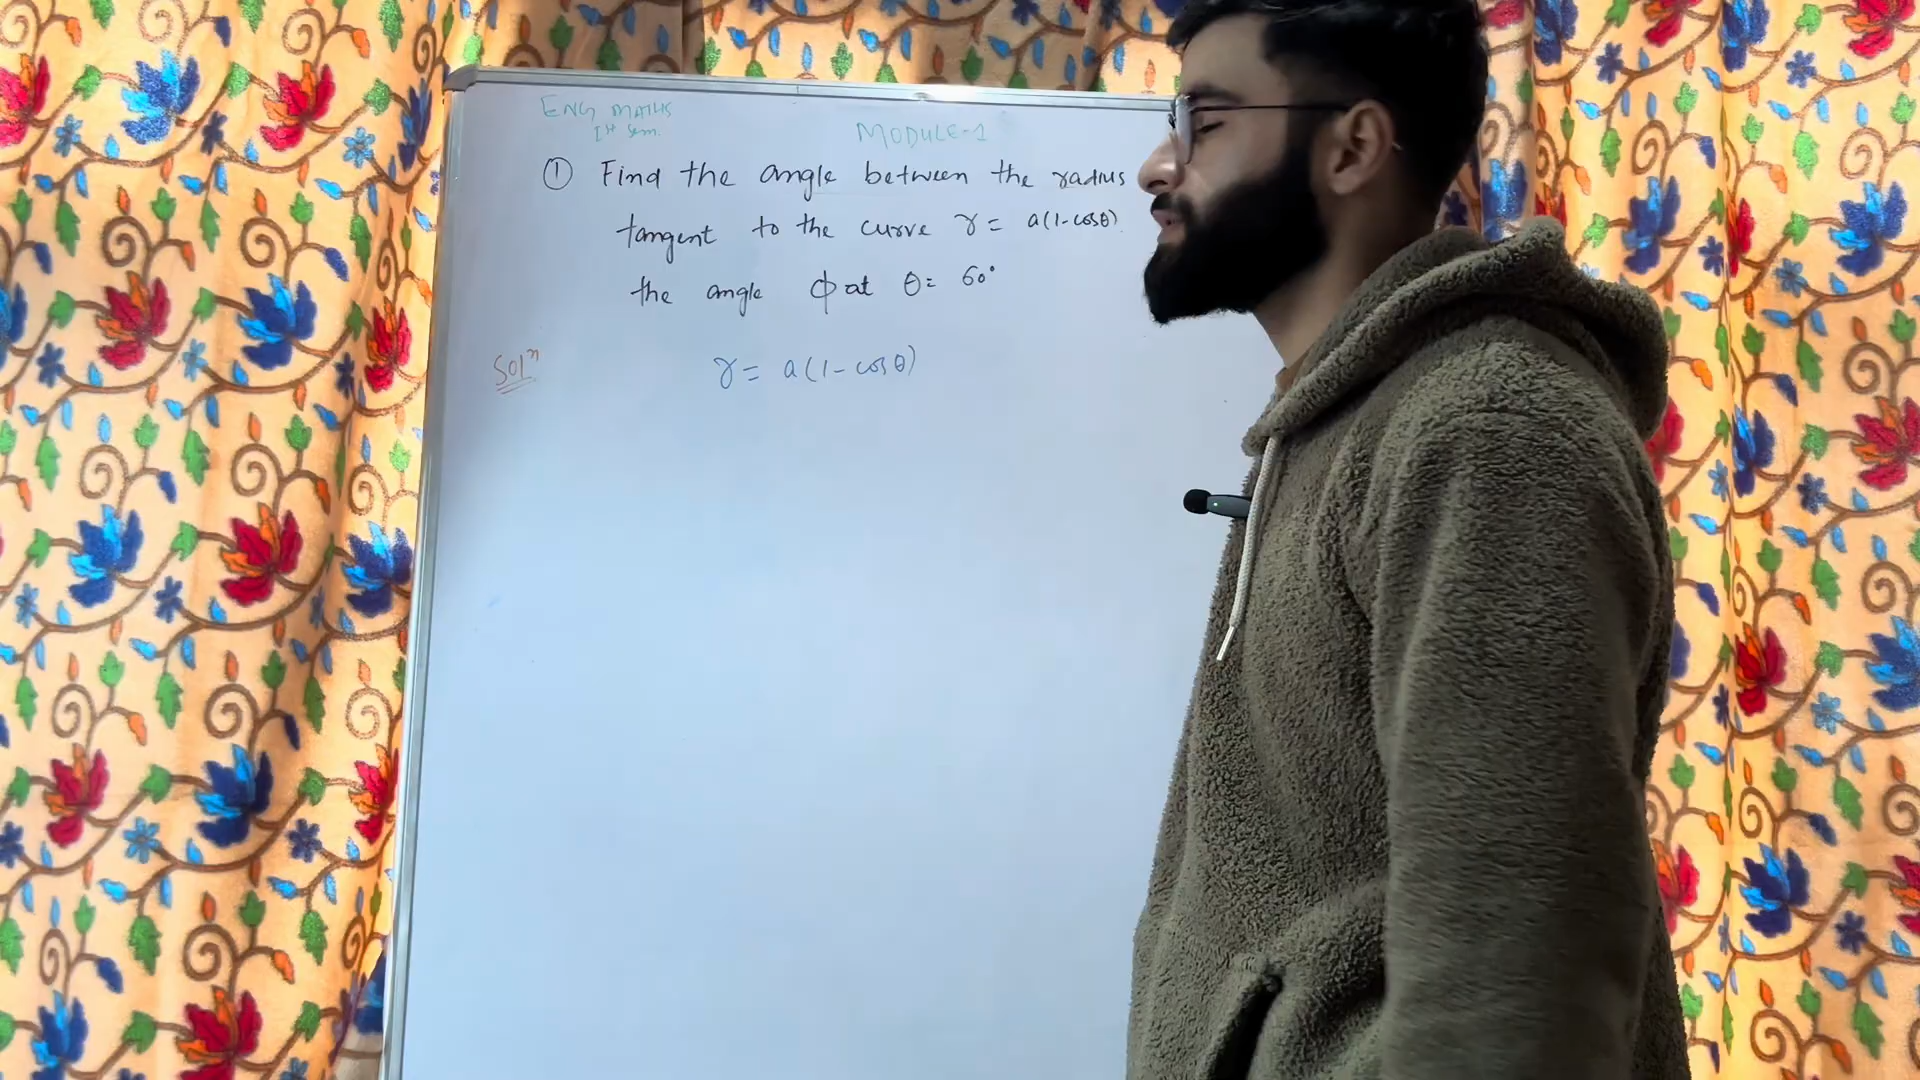 ENG MATHS
Ist Sem.
MODULE-1
① Find the angle between the radius
tangent to the curve r = a(1-cosθ)
the angle ϕ at θ = 60°
Solⁿ
r = a(1-cosθ)